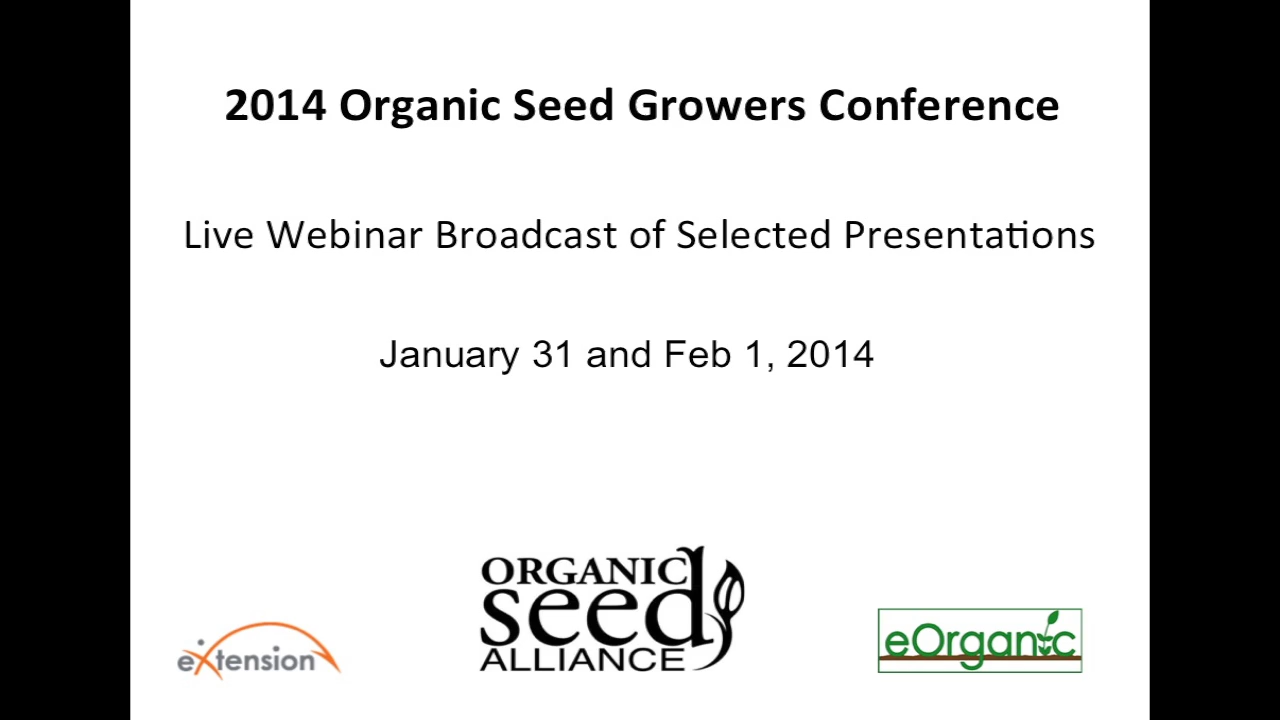 2014 Organic Seed Growers Conference
Live Webinar Broadcast of Selected Presentations
January 31 and Feb 1, 2014
eXtension
ORGANIC
seed
ALLIANCE
eOrganic